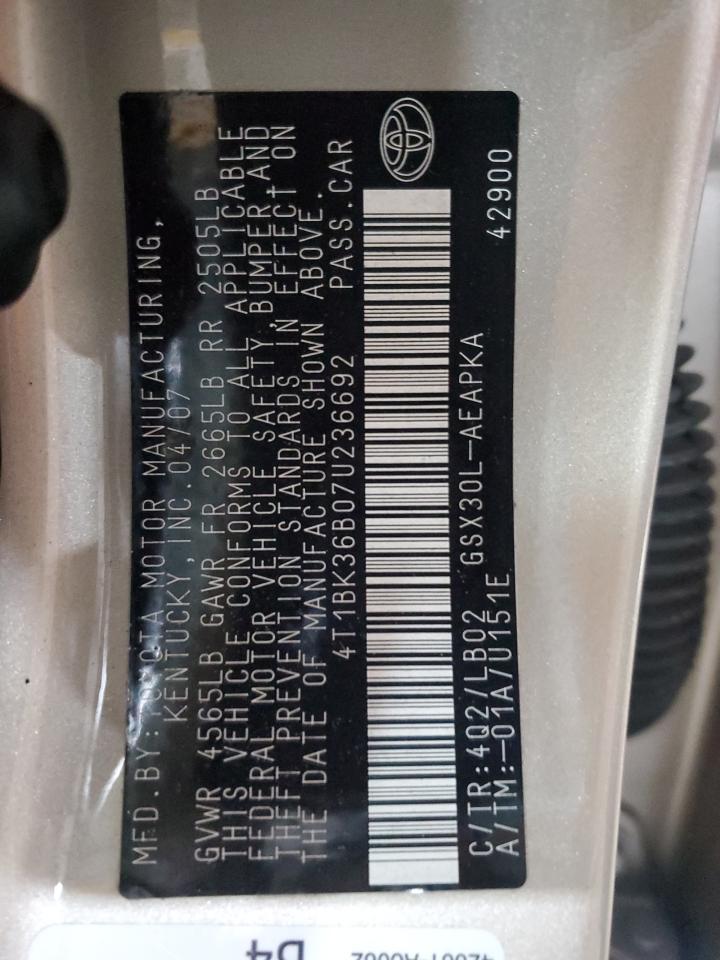 MFD.BY:TOYOTA MOTOR MANUFACTURING,
KENTUCKY,INC.04/07
GVWR 4565LB GAWR FR 2665LB RR 2505LB
THIS VEHICLE CONFORMS TO ALL APPLICABLE
FEDERAL MOTOR VEHICLE SAFETY,BUMPER,AND
THEFT PREVENTION STANDARDS IN EFFECT ON
THE DATE OF MANUFACTURE SHOWN ABOVE.
4T1BK36B07U236692 PASS.CAR
C/TR:4Q2/LB02 GSX30L-AEAPKA 42900
A/TM:-01A/U151E